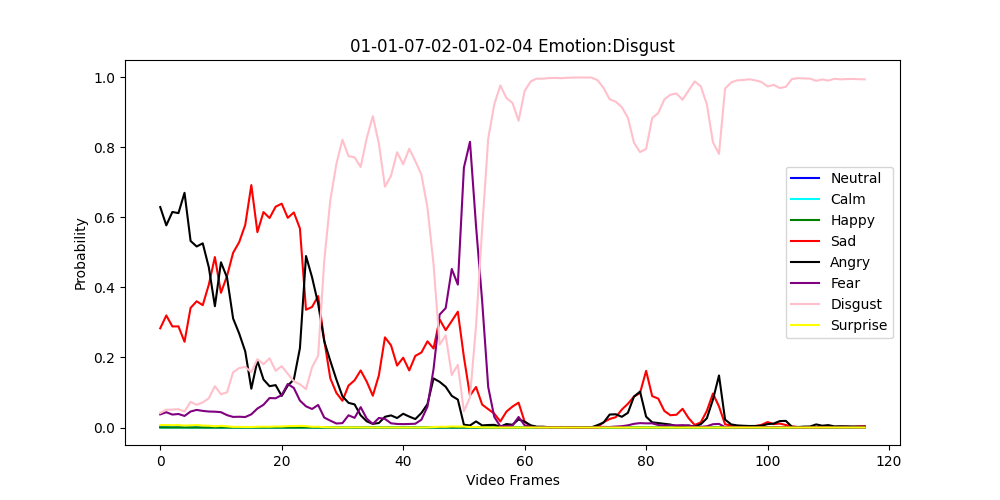 01-01-07-02-01-02-04 Emotion:Disgust
1.0
0.8
0.6
0.4
0.2
0.0
Probability
0 20 40 60 80 100 120
Video Frames
Neutral
Calm
Happy
Sad
Angry
Fear
Disgust
Surprise